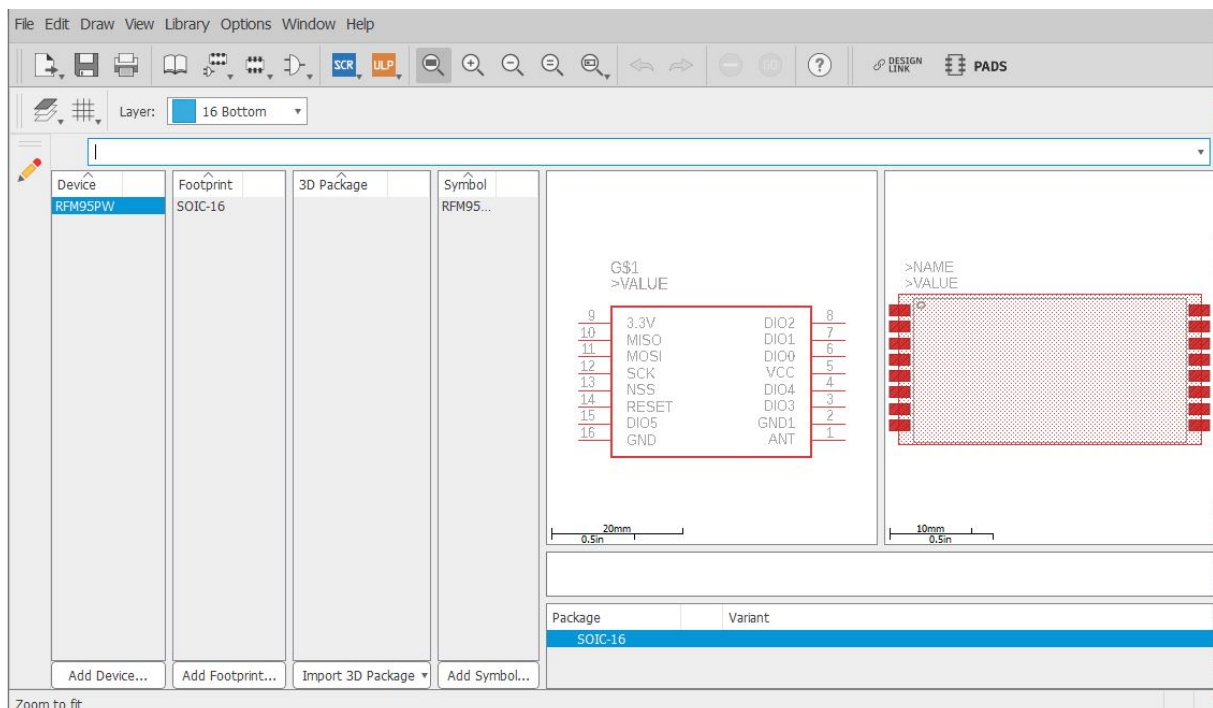 File Edit Draw View Library Options Window Help
SCR ULP GO ? DESIGN LINK PADS
Layer: 16 Bottom
Device Footprint 3D Package Symbol
RFM95PW SOIC-16 RFM95...
G$1
>VALUE
9 3.3V DIO2 8
10 MISO DIO1 7
11 MOSI DIO0 6
12 SCK VCC 5
13 NSS DIO4 4
14 RESET DIO3 3
15 DIO5 GND1 2
16 GND ANT 1
20mm
0.5in
>NAME
>VALUE
10mm
0.5in
Package Variant
SOIC-16
Add Device... Add Footprint... Import 3D Package Add Symbol...
Zoom to fit